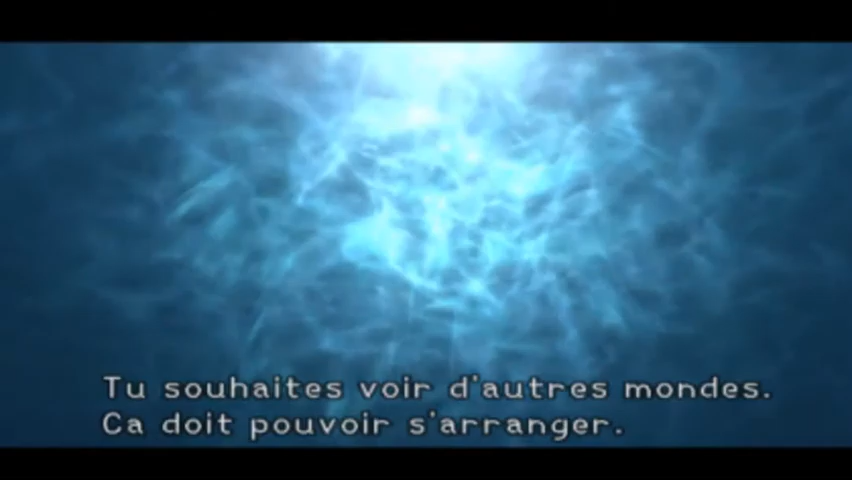 Tu souhaites voir d'autres mondes.
Ca doit pouvoir s'arranger.